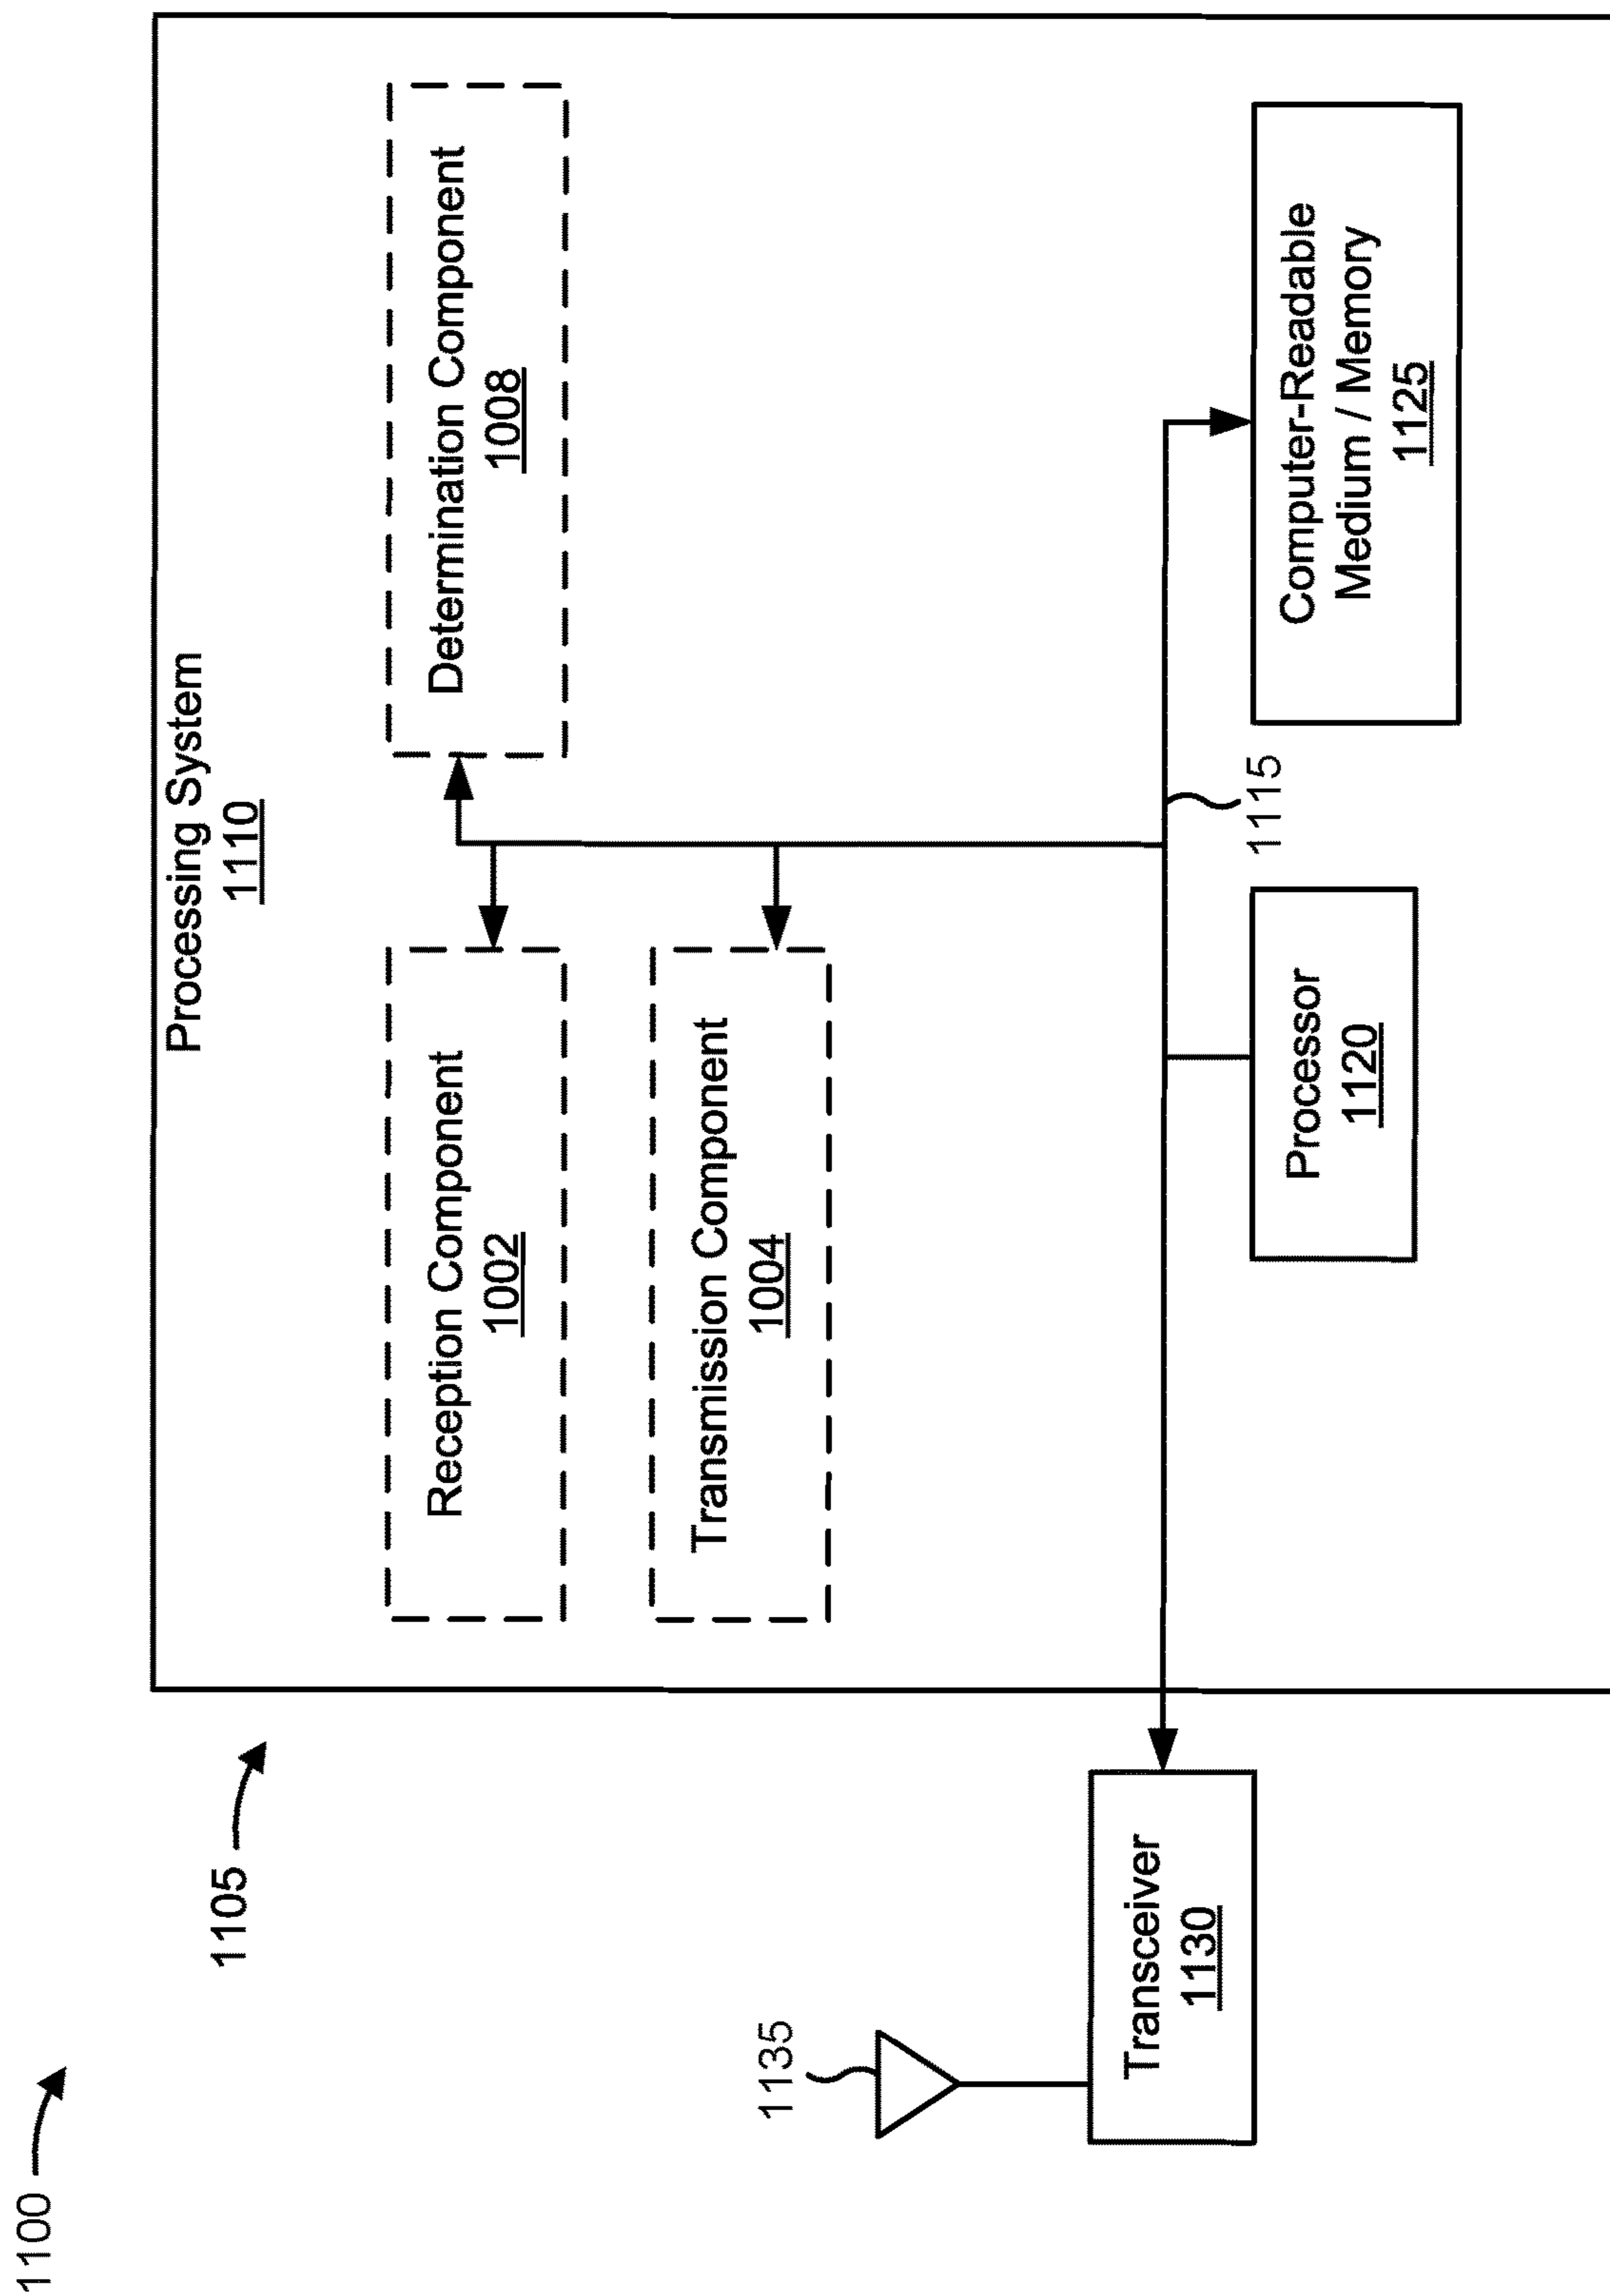 1100
1105
Processing System
1110
Reception Component
1002
Determination Component
1008
Transmission Component
1004
1135
Transceiver
1130
1115
Processor
1120
Computer-Readable
Medium / Memory
1125